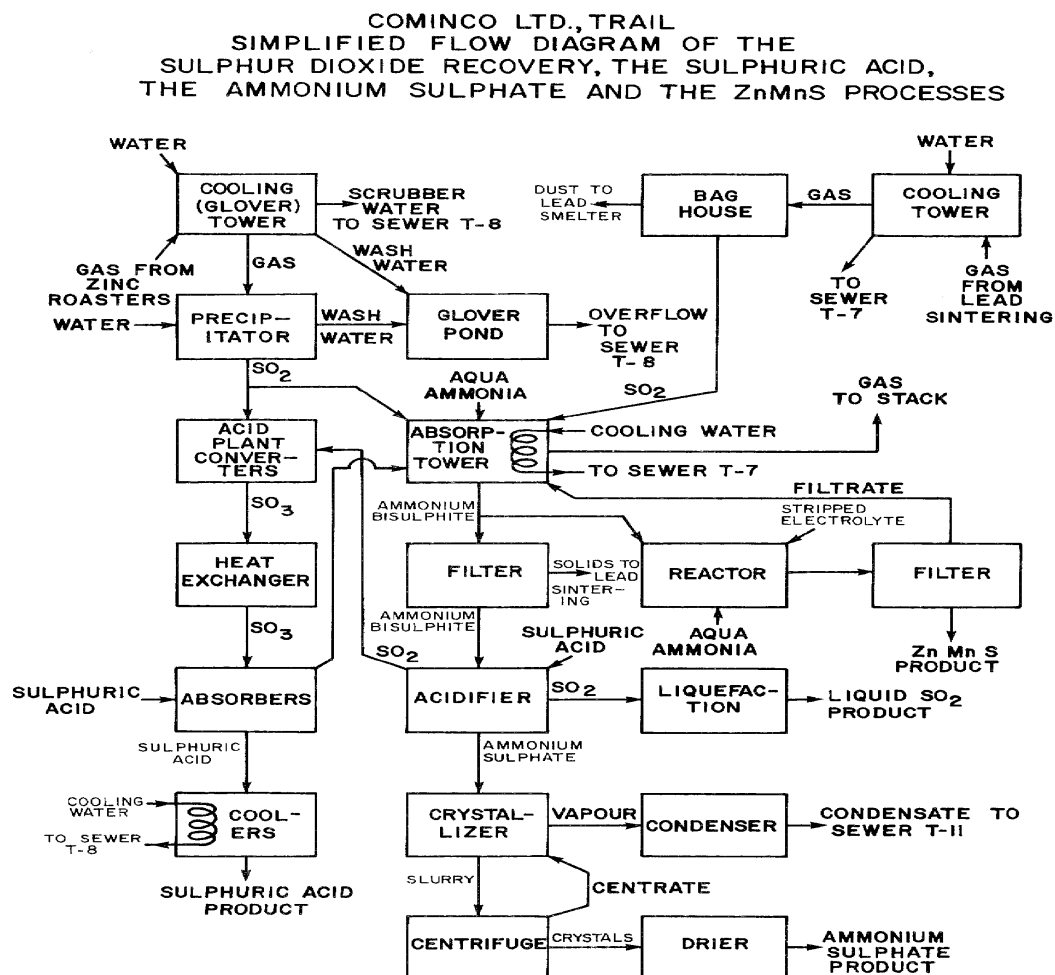 COMINCO LTD., TRAIL
SIMPLIFIED FLOW DIAGRAM OF THE
SULPHUR DIOXIDE RECOVERY, THE SULPHURIC ACID,
THE AMMONIUM SULPHATE AND THE ZnMnS PROCESSES
WATER
COOLING
(GLOVER)
TOWER
SCRUBBER
WATER
TO SEWER T-8
DUST TO
LEAD
SMELTER
BAG
HOUSE
GAS
WATER
COOLING
TOWER
GAS FROM
ZINC
ROASTERS
GAS
WASH
WATER
TO
SEWER
T-7
GAS
FROM
LEAD
SINTERING
WATER
PRECIP-
ITATOR
WASH
WATER
GLOVER
POND
OVERFLOW
TO
SEWER
T-8
SO2
AQUA
AMMONIA
SO2
GAS
TO STACK
ACID
PLANT
CONVER-
TERS
ABSORP-
TION
TOWER
COOLING WATER
TO SEWER T-7
SO3
AMMONIUM
BISULPHITE
FILTRATE
STRIPPED
ELECTROLYTE
HEAT
EXCHANGER
FILTER
SOLIDS TO
LEAD
SINTER-
ING
REACTOR
FILTER
SO3
AMMONIUM
BISULPHITE
SO2
SULPHURIC
ACID
AQUA
AMMONIA
Zn Mn S
PRODUCT
SULPHURIC
ACID
ABSORBERS
ACIDIFIER
SO2
LIQUEFAC-
TION
LIQUID SO2
PRODUCT
SULPHURIC
ACID
AMMONIUM
SULPHATE
COOLING
WATER
TO SEWER
T-8
COOL-
ERS
CRYSTAL-
LIZER
VAPOUR
CONDENSER
CONDENSATE TO
SEWER T-11
SULPHURIC ACID
PRODUCT
SLURRY
CENTRATE
CENTRIFUGE
CRYSTALS
DRIER
AMMONIUM
SULPHATE
PRODUCT